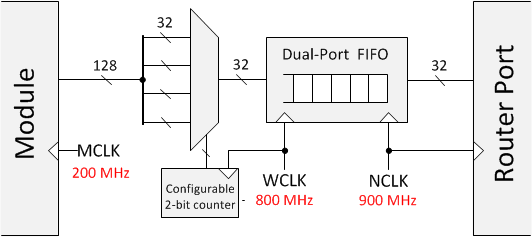 Module
128
32
32
Dual-Port FIFO
32
Router Port
MCLK
200 MHz
Configurable
2-bit counter
WCLK
800 MHz
NCLK
900 MHz